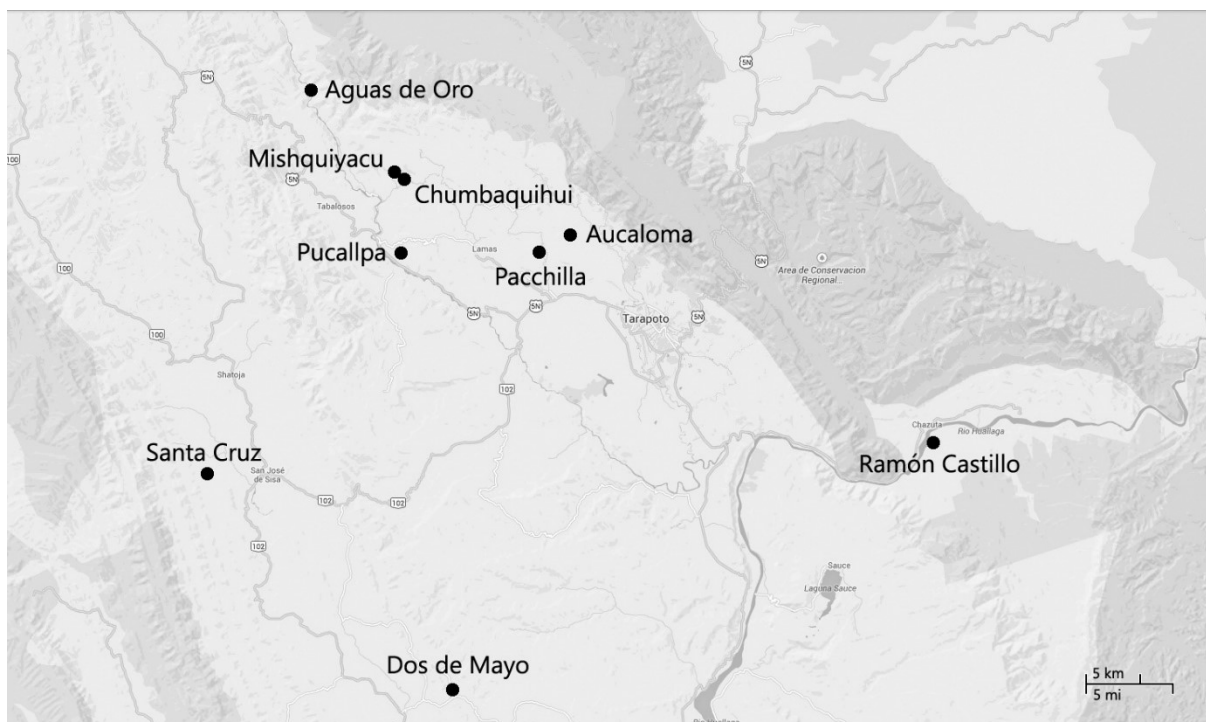 5N
5N
Aguas de Oro
5N
100
Mishquiyacu
5N
Chumbaquihui
Tabalosos
Aucaloma
Pucallpa
Lamas
Pacchilla
5N
Area de Conservacion
Regional...
100
5N
5N
Tarapoto
5N
100
Shatoja
102
Santa Cruz
San José
de Sisa
Chazuta
Rio Huallaga
Ramón Castillo
102
102
102
Sauce
Laguna Sauce
Dos de Mayo
5 km
5 mi